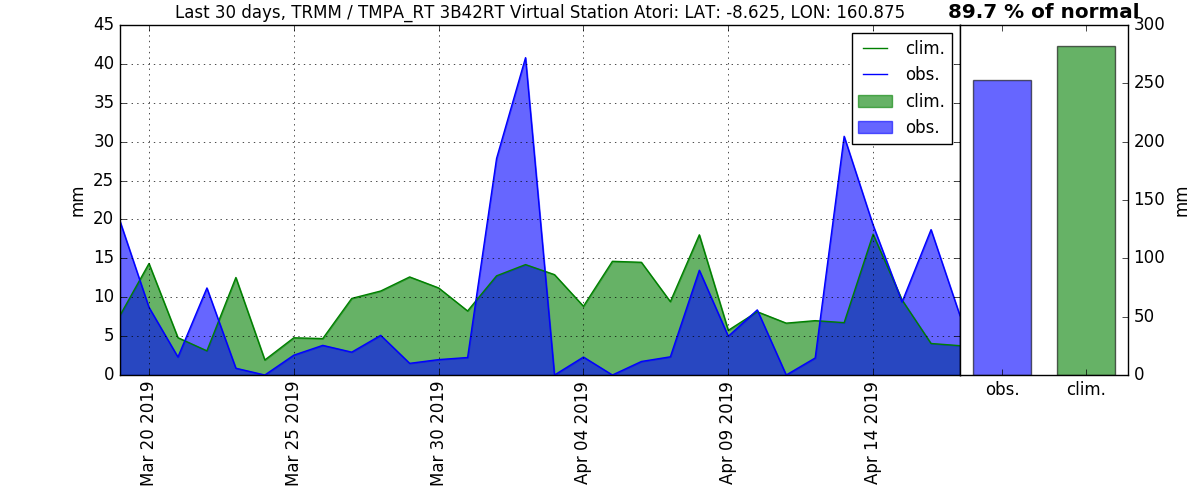 Last 30 days, TRMM / TMPA_RT 3B42RT Virtual Station Atori: LAT: -8.625, LON: 160.875
89.7 % of normal
45
40
35
30
25
20
15
10
5
0
mm
clim.
obs.
clim.
obs.
Mar 20 2019
Mar 25 2019
Mar 30 2019
Apr 04 2019
Apr 09 2019
Apr 14 2019
300
250
200
150
100
50
0
mm
obs.
clim.